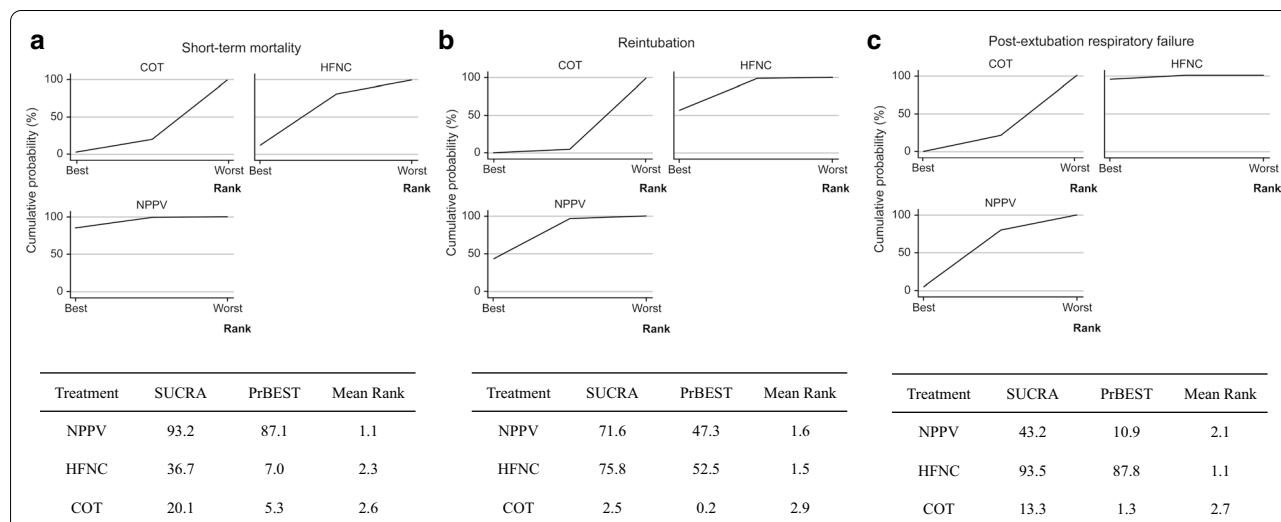 a
Short-term mortality
COT
HFNC
100
50
0
Best
Worst
Best
Worst
Rank
Rank
NPPV
100
50
0
Best
Worst
Rank
Cumulative probability (%)
Treatment SUCRA PrBEST Mean Rank
NPPV 93.2 87.1 1.1
HFNC 36.7 7.0 2.3
COT 20.1 5.3 2.6
b
Reintubation
COT
HFNC
100
50
0
Best
Worst
Best
Worst
Rank
Rank
NPPV
100
50
0
Best
Worst
Rank
Cumulative probability (%)
Treatment SUCRA PrBEST Mean Rank
NPPV 71.6 47.3 1.6
HFNC 75.8 52.5 1.5
COT 2.5 0.2 2.9
c
Post-extubation respiratory failure
COT
HFNC
100
50
0
Best
Worst
Best
Worst
Rank
Rank
NPPV
100
50
0
Best
Worst
Rank
Cumulative probability (%)
Treatment SUCRA PrBEST Mean Rank
NPPV 43.2 10.9 2.1
HFNC 93.5 87.8 1.1
COT 13.3 1.3 2.7